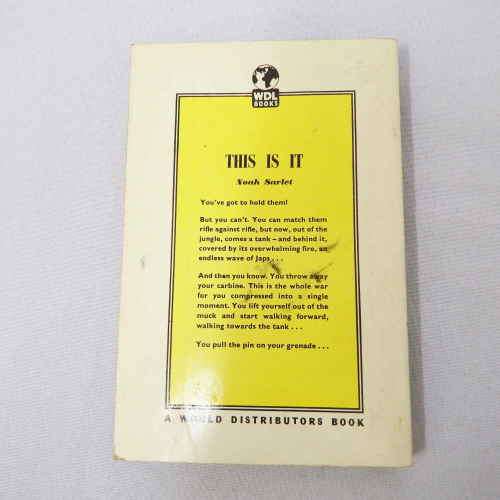 WDL
BOOKS
THIS IS IT
Noah Sarlet
You've got to hold them!
But you can't. You can match them
rifle against rifle, but now, out of the
jungle, comes a tank – and behind it,
covered by its overwhelming fire, an
endless wave of Japs . . .
And then you know. You throw away
your carbine. This is the whole war
for you compressed into a single
moment. You lift yourself out of the
muck and start walking forward,
walking towards the tank . . .
You pull the pin on your grenade . . .
A WORLD DISTRIBUTORS BOOK